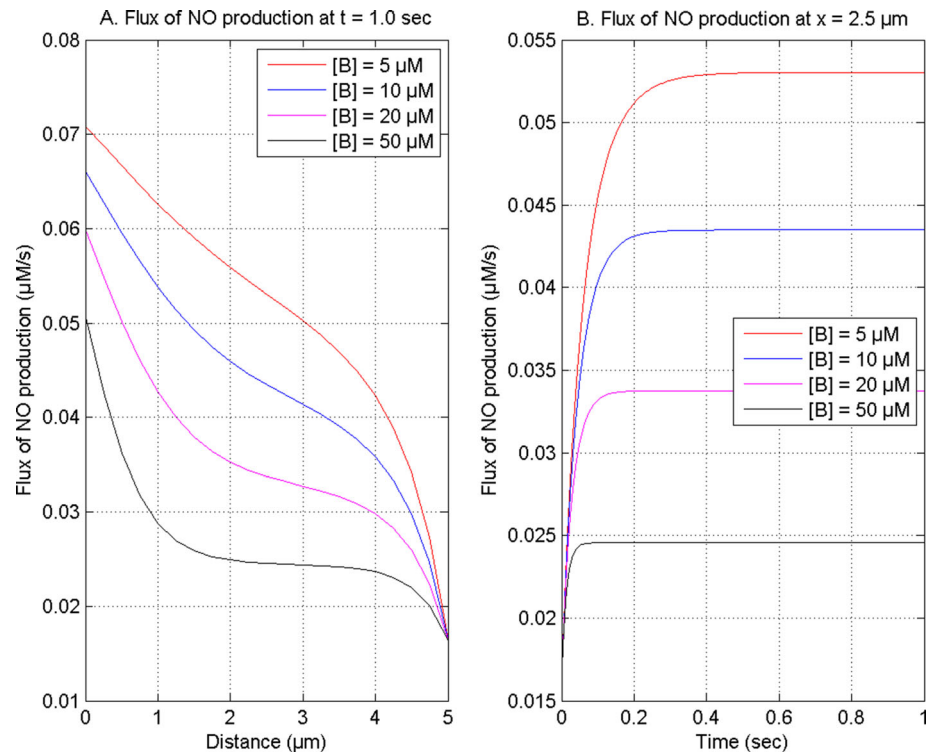 A. Flux of NO production at t = 1.0 sec
0.08
0.07
0.06
0.05
0.04
0.03
0.02
0.01
Flux of NO production (µM/s)
[B] = 5 µM
[B] = 10 µM
[B] = 20 µM
[B] = 50 µM
0 1 2 3 4 5
Distance (µm)
B. Flux of NO production at x = 2.5 µm
0.055
0.05
0.045
0.04
0.035
0.03
0.025
0.02
0.015
Flux of NO production (µM/s)
[B] = 5 µM
[B] = 10 µM
[B] = 20 µM
[B] = 50 µM
0 0.2 0.4 0.6 0.8 1
Time (sec)